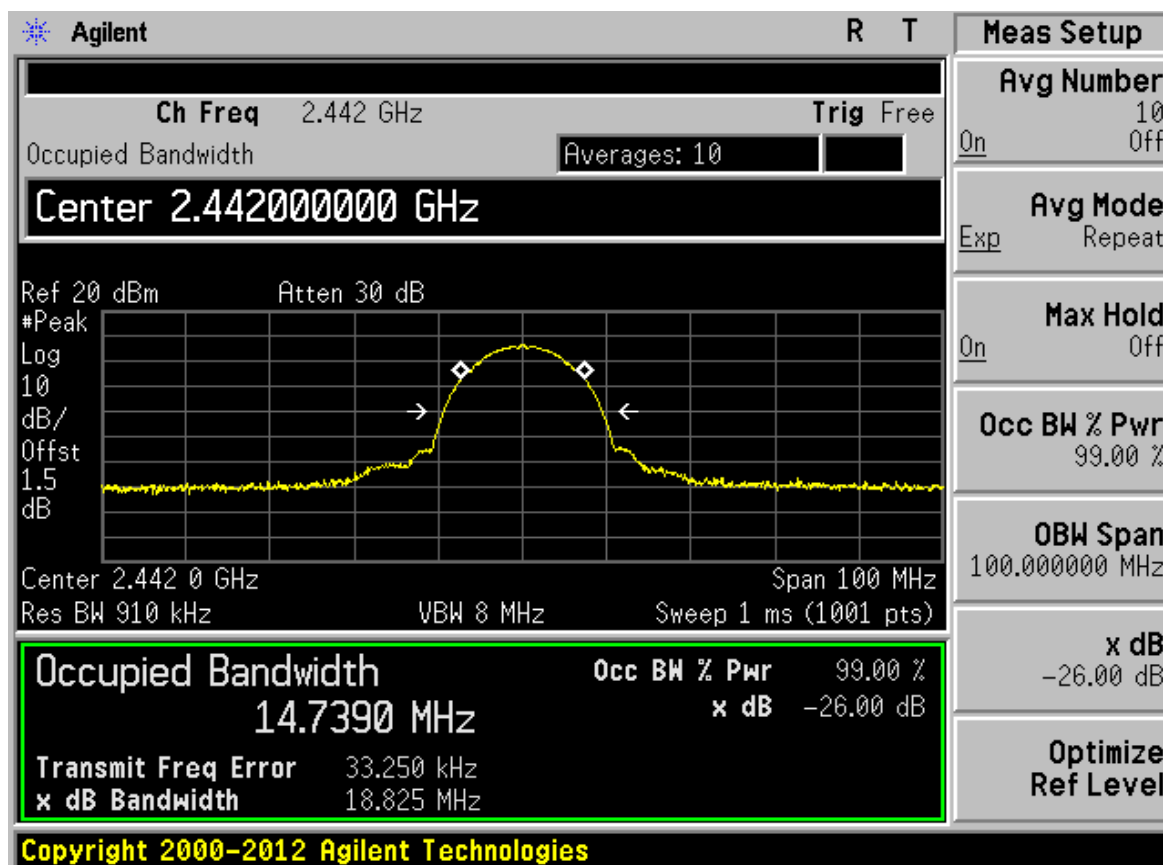 Agilent R T
Ch Freq 2.442 GHz Trig Free
Occupied Bandwidth Averages: 10
Center 2.442000000 GHz
Ref 20 dBm Atten 30 dB
#Peak
Log
10
dB/
Offst
1.5
dB
Center 2.442 0 GHz Span 100 MHz
Res BW 910 kHz VBW 8 MHz Sweep 1 ms (1001 pts)
Occupied Bandwidth Occ BW % Pwr 99.00 %
14.7390 MHz x dB -26.00 dB
Transmit Freq Error 33.250 kHz
x dB Bandwidth 18.825 MHz
Meas Setup
Avg Number
10
On Off
Avg Mode
Exp Repeat
Max Hold
On Off
Occ BW % Pwr
99.00 %
OBW Span
100.000000 MHz
x dB
-26.00 dB
Optimize
Ref Level
Copyright 2000-2012 Agilent Technologies